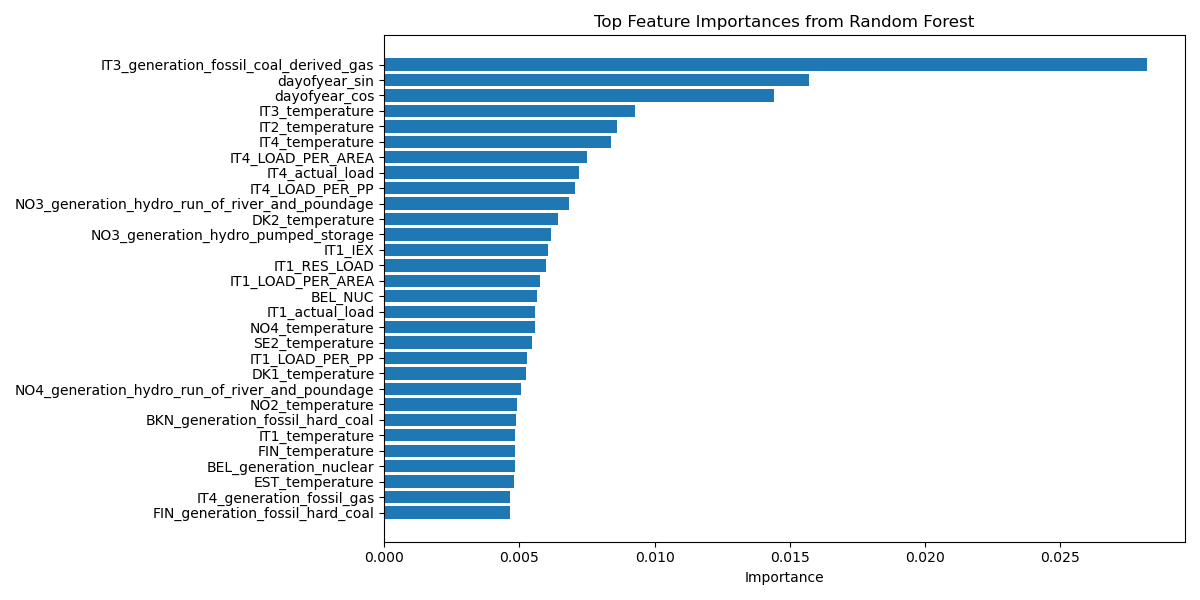 Top Feature Importances from Random Forest
IT3_generation_fossil_coal_derived_gas
dayofyear_sin
dayofyear_cos
IT3_temperature
IT2_temperature
IT4_temperature
IT4_LOAD_PER_AREA
IT4_actual_load
IT4_LOAD_PER_PP
NO3_generation_hydro_run_of_river_and_poundage
DK2_temperature
NO3_generation_hydro_pumped_storage
IT1_IEX
IT1_RES_LOAD
IT1_LOAD_PER_AREA
BEL_NUC
IT1_actual_load
NO4_temperature
SE2_temperature
IT1_LOAD_PER_PP
DK1_temperature
NO4_generation_hydro_run_of_river_and_poundage
NO2_temperature
BKN_generation_fossil_hard_coal
IT1_temperature
FIN_temperature
BEL_generation_nuclear
EST_temperature
IT4_generation_fossil_gas
FIN_generation_fossil_hard_coal
0.000 0.005 0.010 0.015 0.020 0.025
Importance